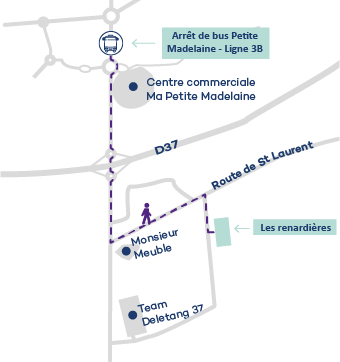 Arrêt de bus Petite
Madelaine - Ligne 3B
Centre commerciale
Ma Petite Madelaine
D37
Route de St Laurent
Les renardières
Monsieur
Meuble
Team
Deletang 37